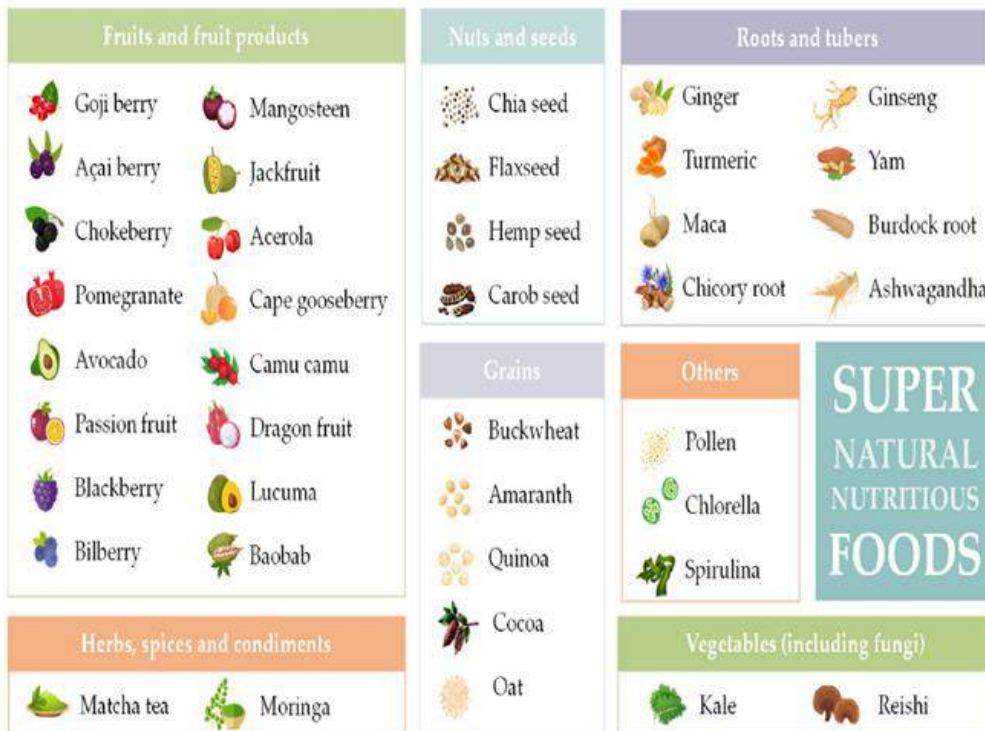 Fruits and fruit products
Goji berry
Mangosteen
Açai berry
Jackfruit
Chokeberry
Acerola
Pomegranate
Cape gooseberry
Avocado
Camu camu
Passion fruit
Dragon fruit
Blackberry
Lucuma
Bilberry
Baobab
Nuts and seeds
Chia seed
Flaxseed
Hemp seed
Carob seed
Roots and tubers
Ginger
Ginseng
Turmeric
Yam
Maca
Burdock root
Chicory root
Ashwagandha
Grains
Buckwheat
Amaranth
Quinoa
Cocoa
Oat
Others
Pollen
Chlorella
Spirulina
SUPER
NATURAL
NUTRITIOUS
FOODS
Herbs, spices and condiments
Matcha tea
Moringa
Vegetables (including fungi)
Kale
Reishi